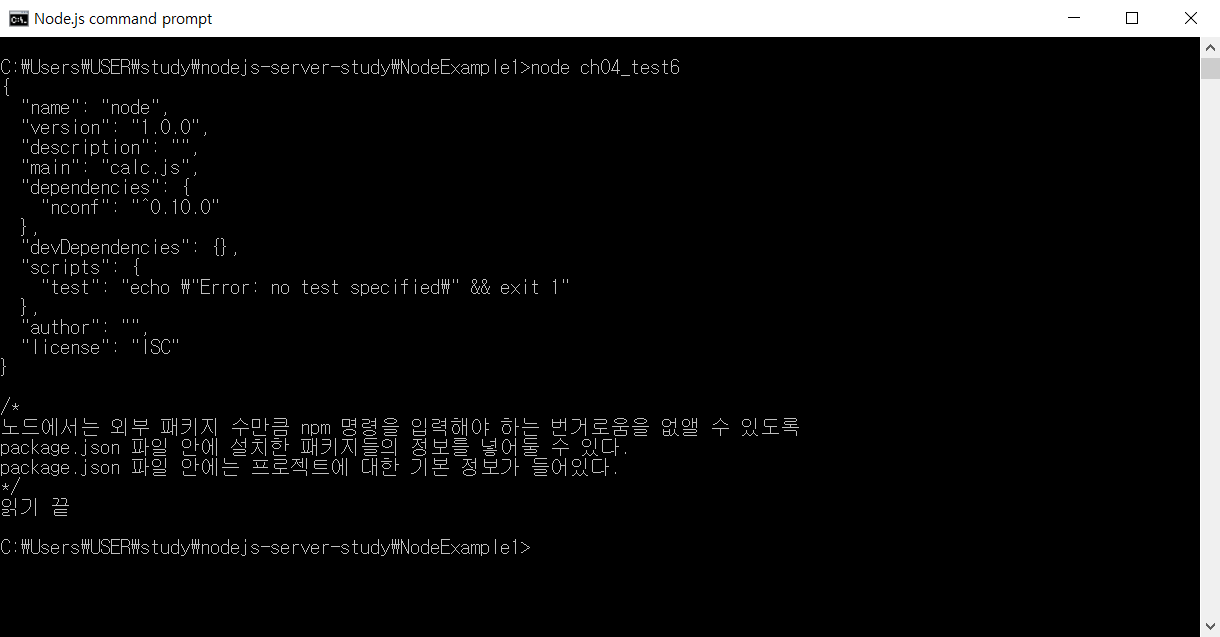 Node.js command prompt
C:₩Users₩USER₩study₩nodejs-server-study₩NodeExample1>node ch04_test6
{
  "name": "node",
  "version": "1.0.0",
  "description": "",
  "main": "calc.js",
  "dependencies": {
    "nconf": "^0.10.0"
  },
  "devDependencies": {},
  "scripts": {
    "test": "echo ₩"Error: no test specified₩" && exit 1"
  },
  "author": "",
  "license": "ISC"
}
/*
노드에서는 외부 패키지 수만큼 npm 명령을 입력해야 하는 번거로움을 없앨 수 있도록
package.json 파일 안에 설치한 패키지들의 정보를 넣어둘 수 있다.
package.json 파일 안에는 프로젝트에 대한 기본 정보가 들어있다.
*/
읽기 끝
C:₩Users₩USER₩study₩nodejs-server-study₩NodeExample1>